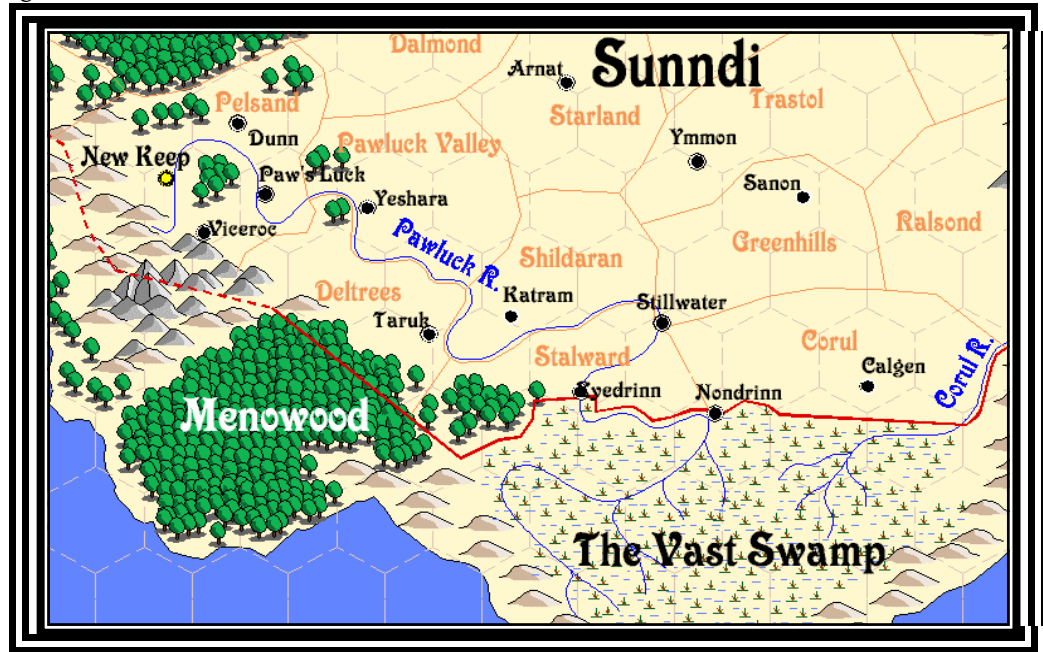 Dalmond
Sunndi
Arnat
Pelsand
Starland
Trastol
Dunn
Pawluck Valley
Ymmon
New Keep
Paw's Luck
Sanon
Yeshara
Viceroc
Ralsond
Pawluck R.
Greenhills
Shildaran
Deltrees
Katram
Stillwater
Taruk
Stalward
Corul
Calgen
Corul R.
Kyedrinn
Nondrinn
Menowood
The Vast Swamp